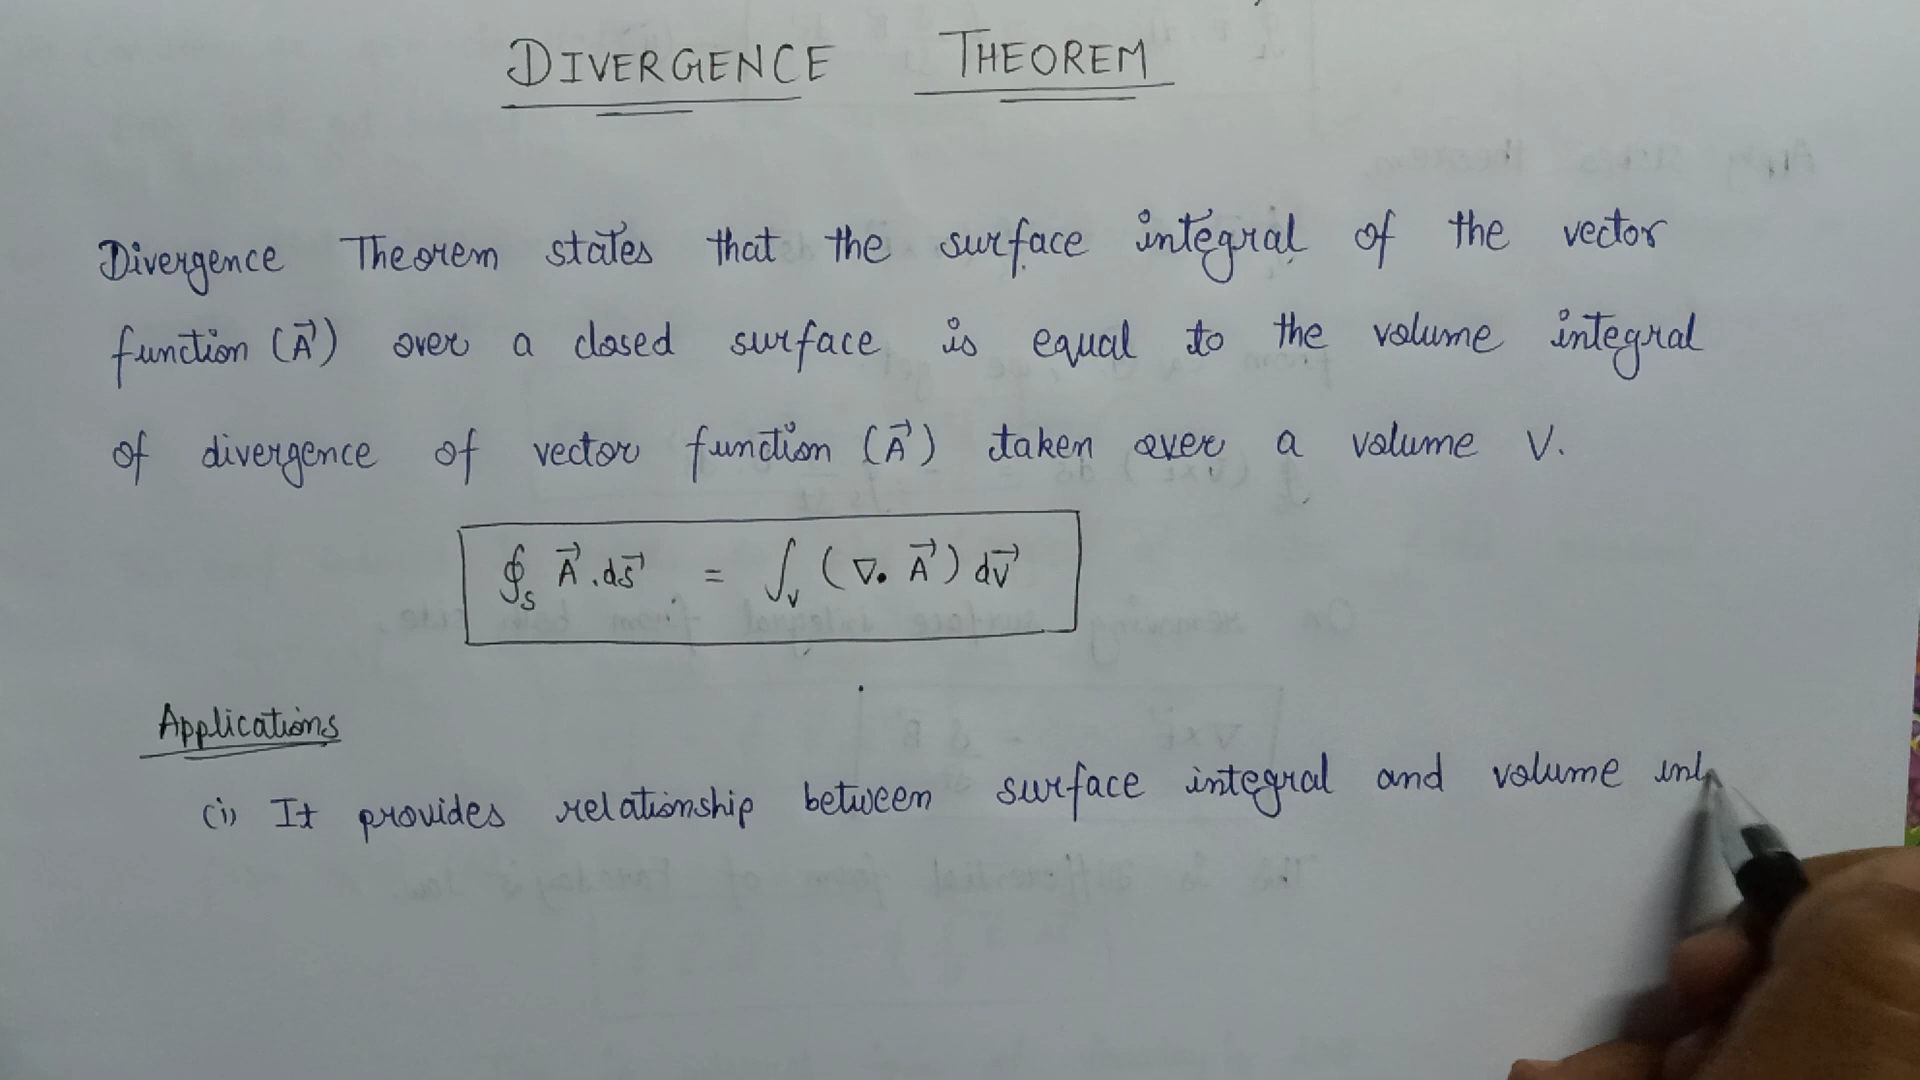 DIVERGENCE THEOREM
Divergence Theorem states that the surface integral of the vector
function (A⃗) over a closed surface is equal to the volume integral
of divergence of vector function (A⃗) taken over a volume V.
∮_S A⃗ . ds⃗ = ∫_V (∇. A⃗) dv⃗
Applications
(i) It provides relationship between surface integral and volume